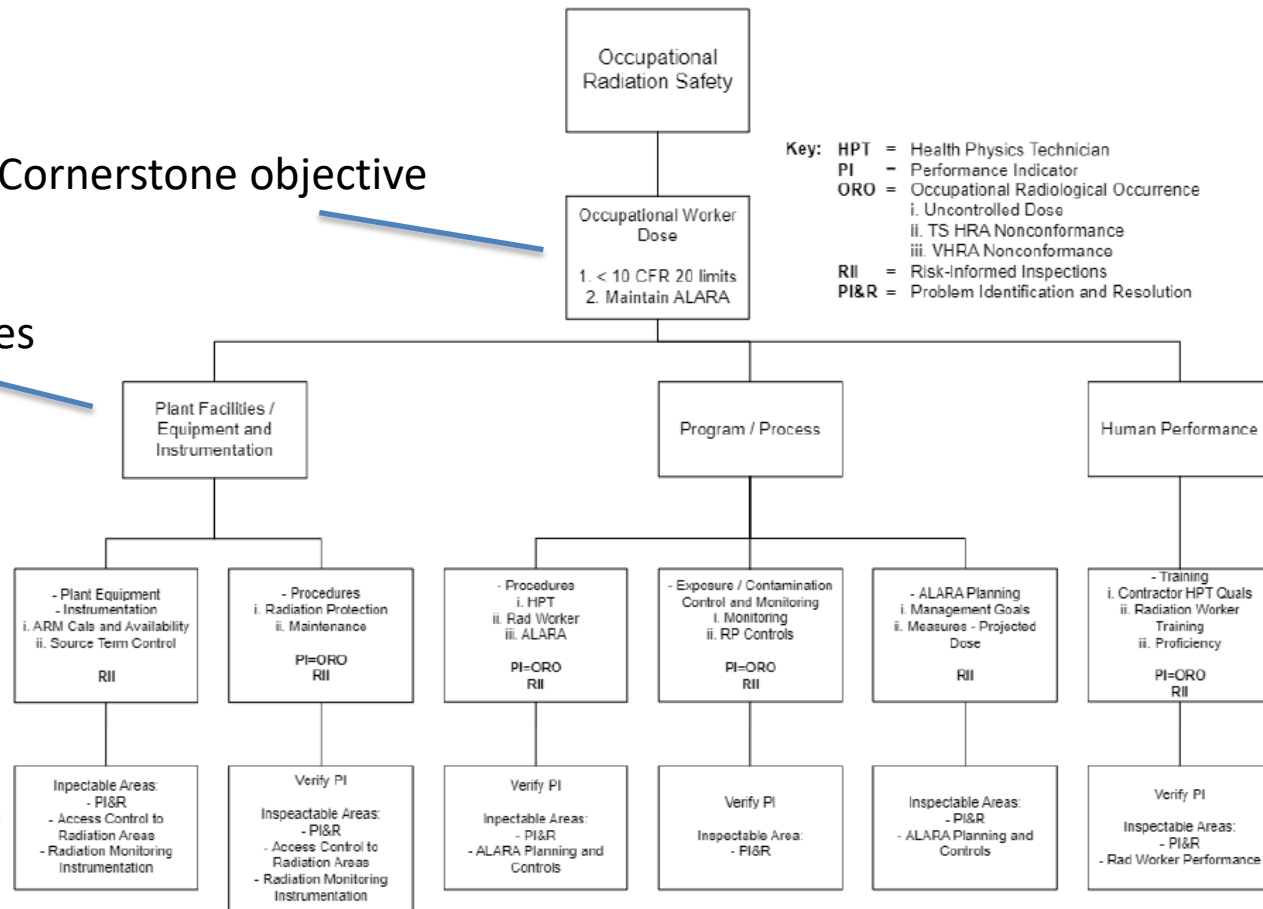 Occupational
Radiation Safety
Key: HPT = Health Physics Technician
PI = Performance Indicator
ORO = Occupational Radiological Occurrence
i. Uncontrolled Dose
ii. TS HRA Nonconformance
iii. VHRA Nonconformance
RII = Risk-Informed Inspections
PI&R = Problem Identification and Resolution
Cornerstone objective
Occupational Worker
Dose
1. < 10 CFR 20 limits
2. Maintain ALARA
es
Plant Facilities /
Equipment and
Instrumentation
Program / Process
Human Performance
- Plant Equipment
- Instrumentation
i. ARM Cals and Availability
ii. Source Term Control
RII
- Procedures
i. Radiation Protection
ii. Maintenance
PI=ORO
RII
- Procedures
i. HPT
ii. Rad Worker
iii. ALARA
PI=ORO
RII
- Exposure / Contamination
Control and Monitoring
i. Monitoring
ii. RP Controls
PI=ORO
RII
- ALARA Planning
i. Management Goals
ii. Measures - Projected
Dose
RII
- Training
i. Contractor HPT Quals
ii. Radiation Worker
Training
ii. Proficiency
PI=ORO
RII
Inpectable Areas:
- PI&R
- Access Control to
Radiation Areas
- Radiation Monitoring
Instrumentation
Verify PI
Inspeactable Areas:
- PI&R
- Access Control to
Radiation Areas
- Radiation Monitoring
Instrumentation
Verify PI
Inpectable Areas:
- PI&R
- ALARA Planning and
Controls
Verify PI
Inspectable Area:
- PI&R
Inspectable Areas:
- PI&R
- ALARA Planning and
Controls
Verify PI
Inspectable Areas:
- PI&R
- Rad Worker Performance